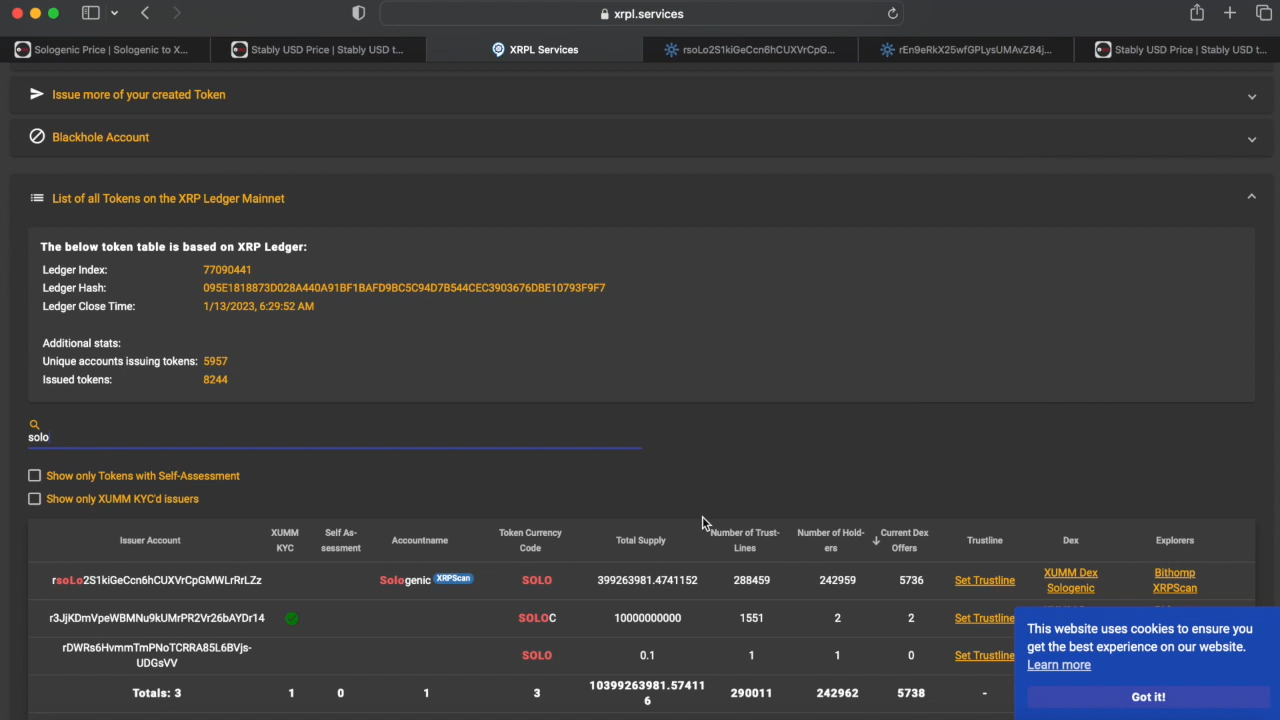 xrpl.services
Sologenic Price | Sologenic to X...
Stably USD Price | Stably USD t...
XRPL Services
rsoLo2S1kiGeCcn6hCUXVrCpG...
rEn9eRkX25wfGPLysUMAvZ84j...
Stably USD Price | Stably USD t...
Issue more of your created Token
Blackhole Account
List of all Tokens on the XRP Ledger Mainnet
The below token table is based on XRP Ledger:
Ledger Index: 77090441
Ledger Hash: 095E1818873D028A440A91BF1BAFD9BC5C94D7B544CEC3903676DBE10793F9F7
Ledger Close Time: 1/13/2023, 6:29:52 AM
Additional stats:
Unique accounts issuing tokens: 5957
Issued tokens: 8244
solo
Show only Tokens with Self-Assessment
Show only XUMM KYC'd issuers
Issuer Account
XUMM
KYC
Self As-
sessment
Accountname
Token Currency
Code
Total Supply
Number of Trust-
Lines
Number of Hold-
ers
Current Dex
Offers
Trustline
Dex
Explorers
rsoLo2S1kiGeCcn6hCUXVrCpGMWLrRrLZz
Sologenic XRPScan
SOLO
399263981.4741152
288459
242959
5736
Set Trustline
XUMM Dex
Sologenic
Bithomp
XRPScan
r3JjKDmVpeWBMNu9kUMrPR2Vr26bAYDr14
SOLOC
10000000000
1551
2
2
Set Trustline
rDWRs6HvmmTmPNoTCRRA85L6BVjs-
UDGsVV
SOLO
0.1
1
1
0
Set Trustline
Totals: 3
1
0
1
3
10399263981.57411
6
290011
242962
5738
-
This website uses cookies to ensure you
get the best experience on our website.
Learn more
Got it!